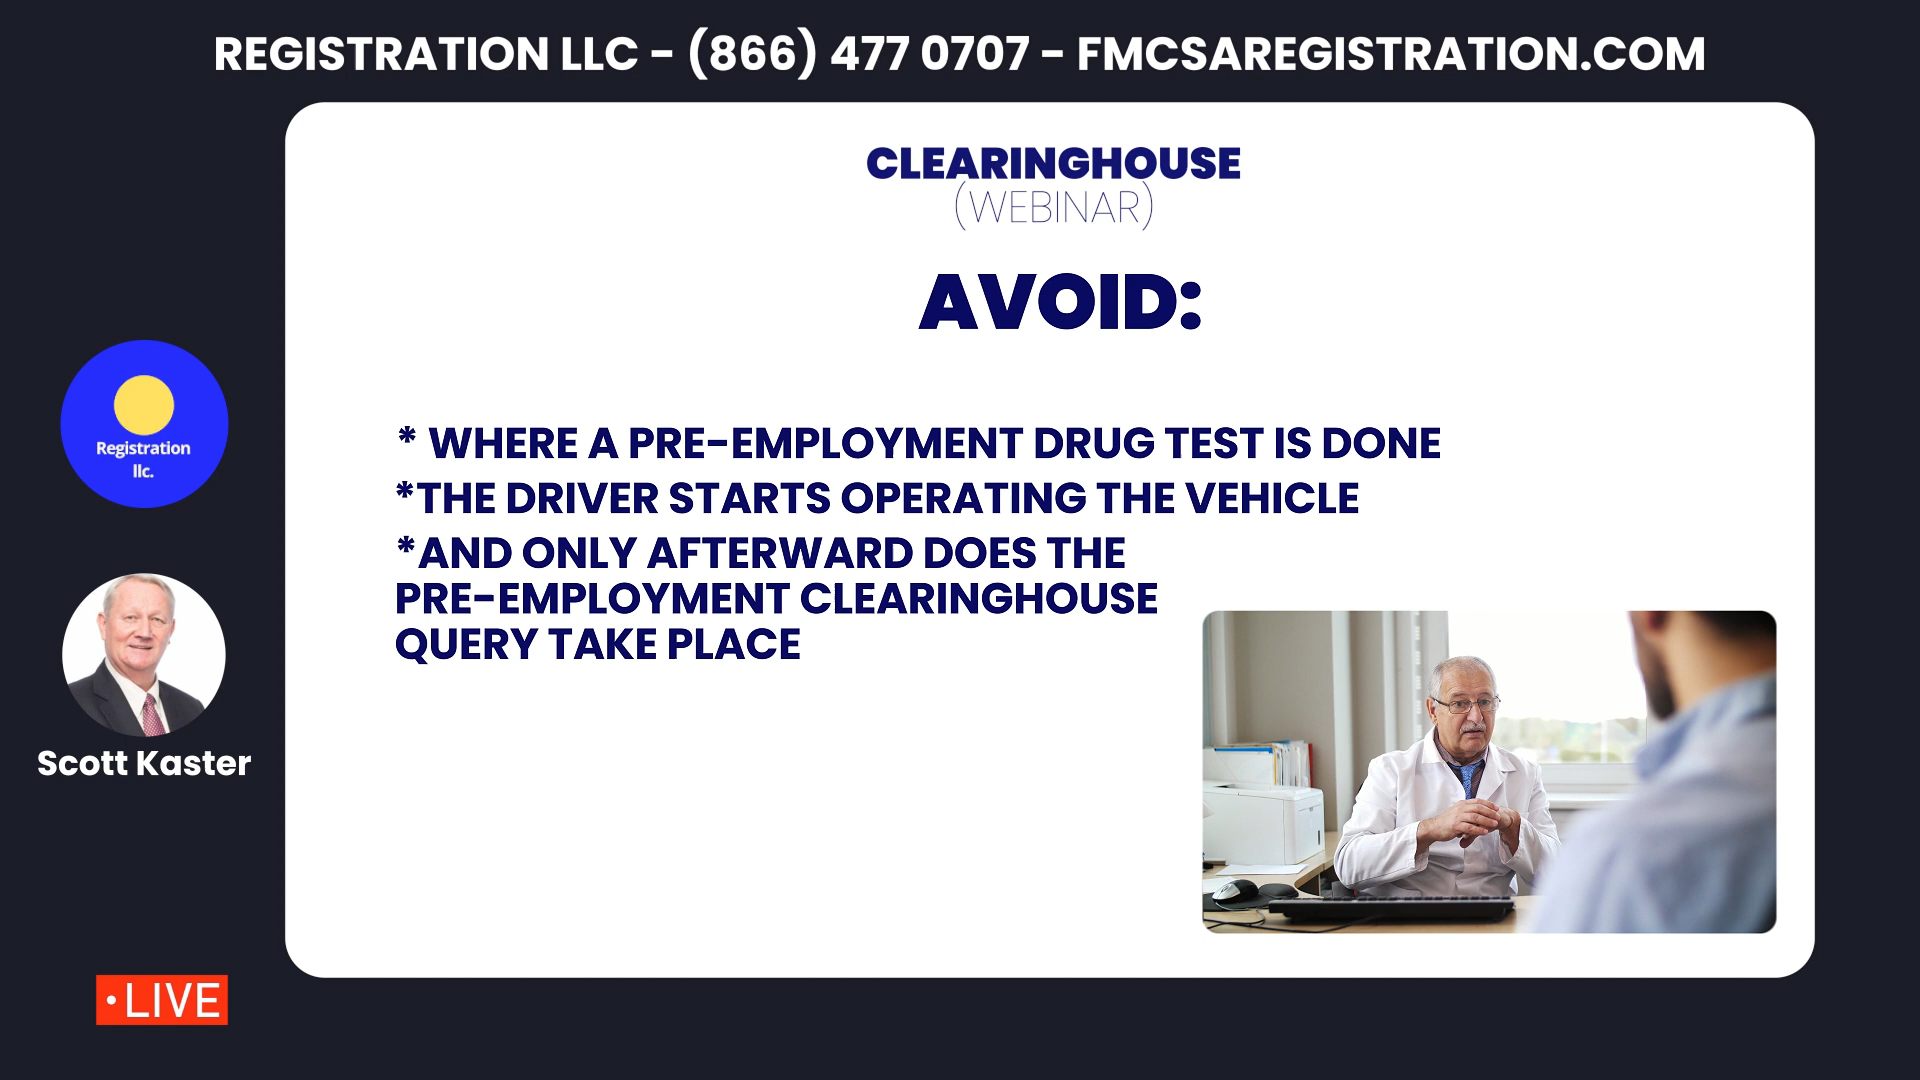 REGISTRATION LLC - (866) 477 0707 - FMCSAREGISTRATION.COM
CLEARINGHOUSE
(WEBINAR)
AVOID:
* WHERE A PRE-EMPLOYMENT DRUG TEST IS DONE
*THE DRIVER STARTS OPERATING THE VEHICLE
*AND ONLY AFTERWARD DOES THE
PRE-EMPLOYMENT CLEARINGHOUSE
QUERY TAKE PLACE
Registration
llc.
Scott Kaster
• LIVE